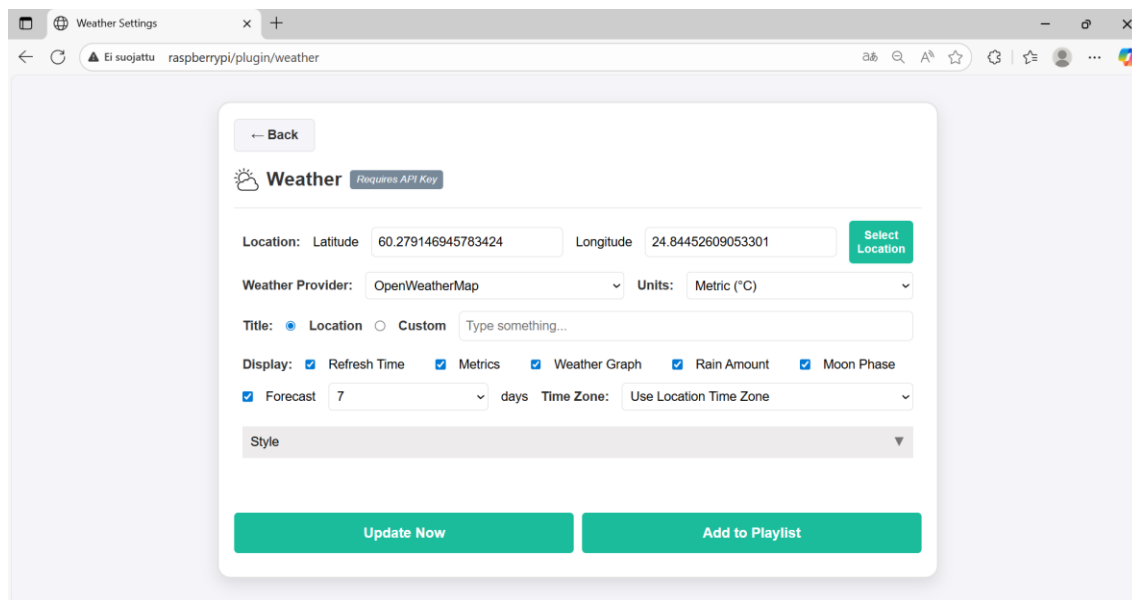 Weather Settings
Ei suojattu raspberrypi/plugin/weather
← Back
Weather Requires API Key
Location: Latitude 60.279146945783424 Longitude 24.84452609053301 Select
Location
Weather Provider: OpenWeatherMap Units: Metric (°C)
Title: Location Custom Type something...
Display: Refresh Time Metrics Weather Graph Rain Amount Moon Phase
Forecast 7 days Time Zone: Use Location Time Zone
Style
Update Now Add to Playlist